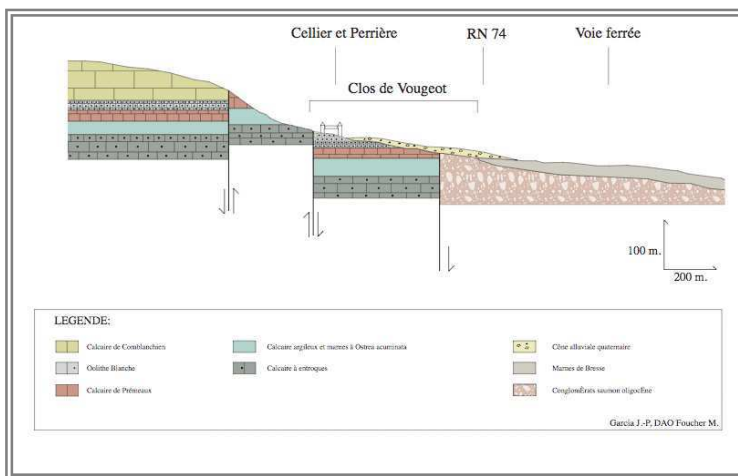 Cellier et Perrière
RN 74
Voie ferrée
Clos de Vougeot
100 m.
200 m.
LEGENDE:
Calcaire de Comblanchien
Calcaire argileux et marnes à Ostrea acuminata
Cône alluviale quaternaire
Oolithe Blanche
Calcaire à entroques
Marnes de Bresse
Calcaire de Prémeaux
ConglomÉrats saumon oligocÈne
Garcia J.-P, DAO Foucher M.